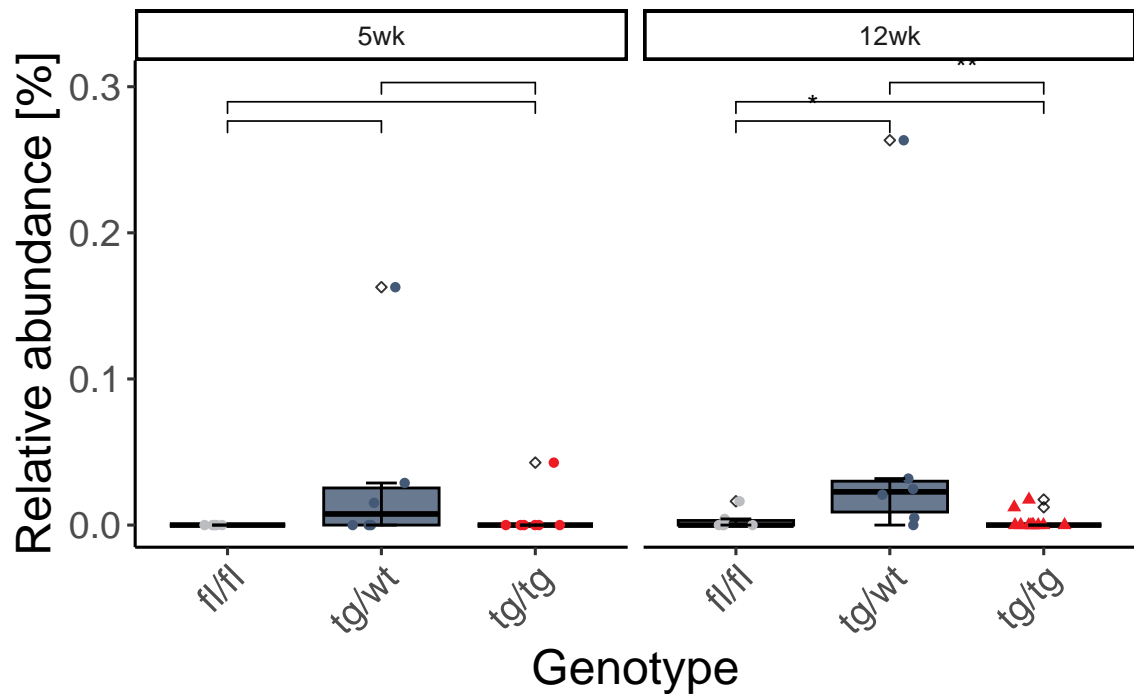 5wk 12wk
Relative abundance [%]
0.3
0.2
0.1
0.0
**
*
fl/fl tg/wt tg/tg fl/fl tg/wt tg/tg
Genotype